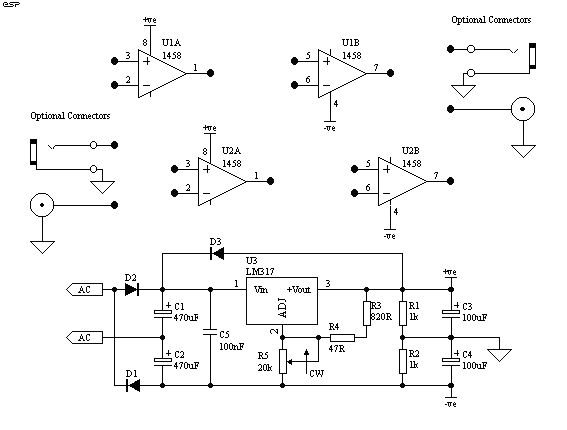 ESP
+ve
U1A
8
1458
3
+
1
2
−
U1B
1458
5
+
7
6
−
4
-ve
Optional Connectors
Optional Connectors
+ve
8
U2A
1458
3
+
1
2
−
U2B
1458
5
+
7
6
−
4
-ve
D3
U3
LM317
AC
D2
1
Vin
+Vout
3
ADJ
2
+ve
C1
470uF
C5
100nF
R3
820R
R1
1k
C3
100uF
AC
R4
47R
C2
470uF
R5
20k
CW
R2
1k
C4
100uF
D1
-ve